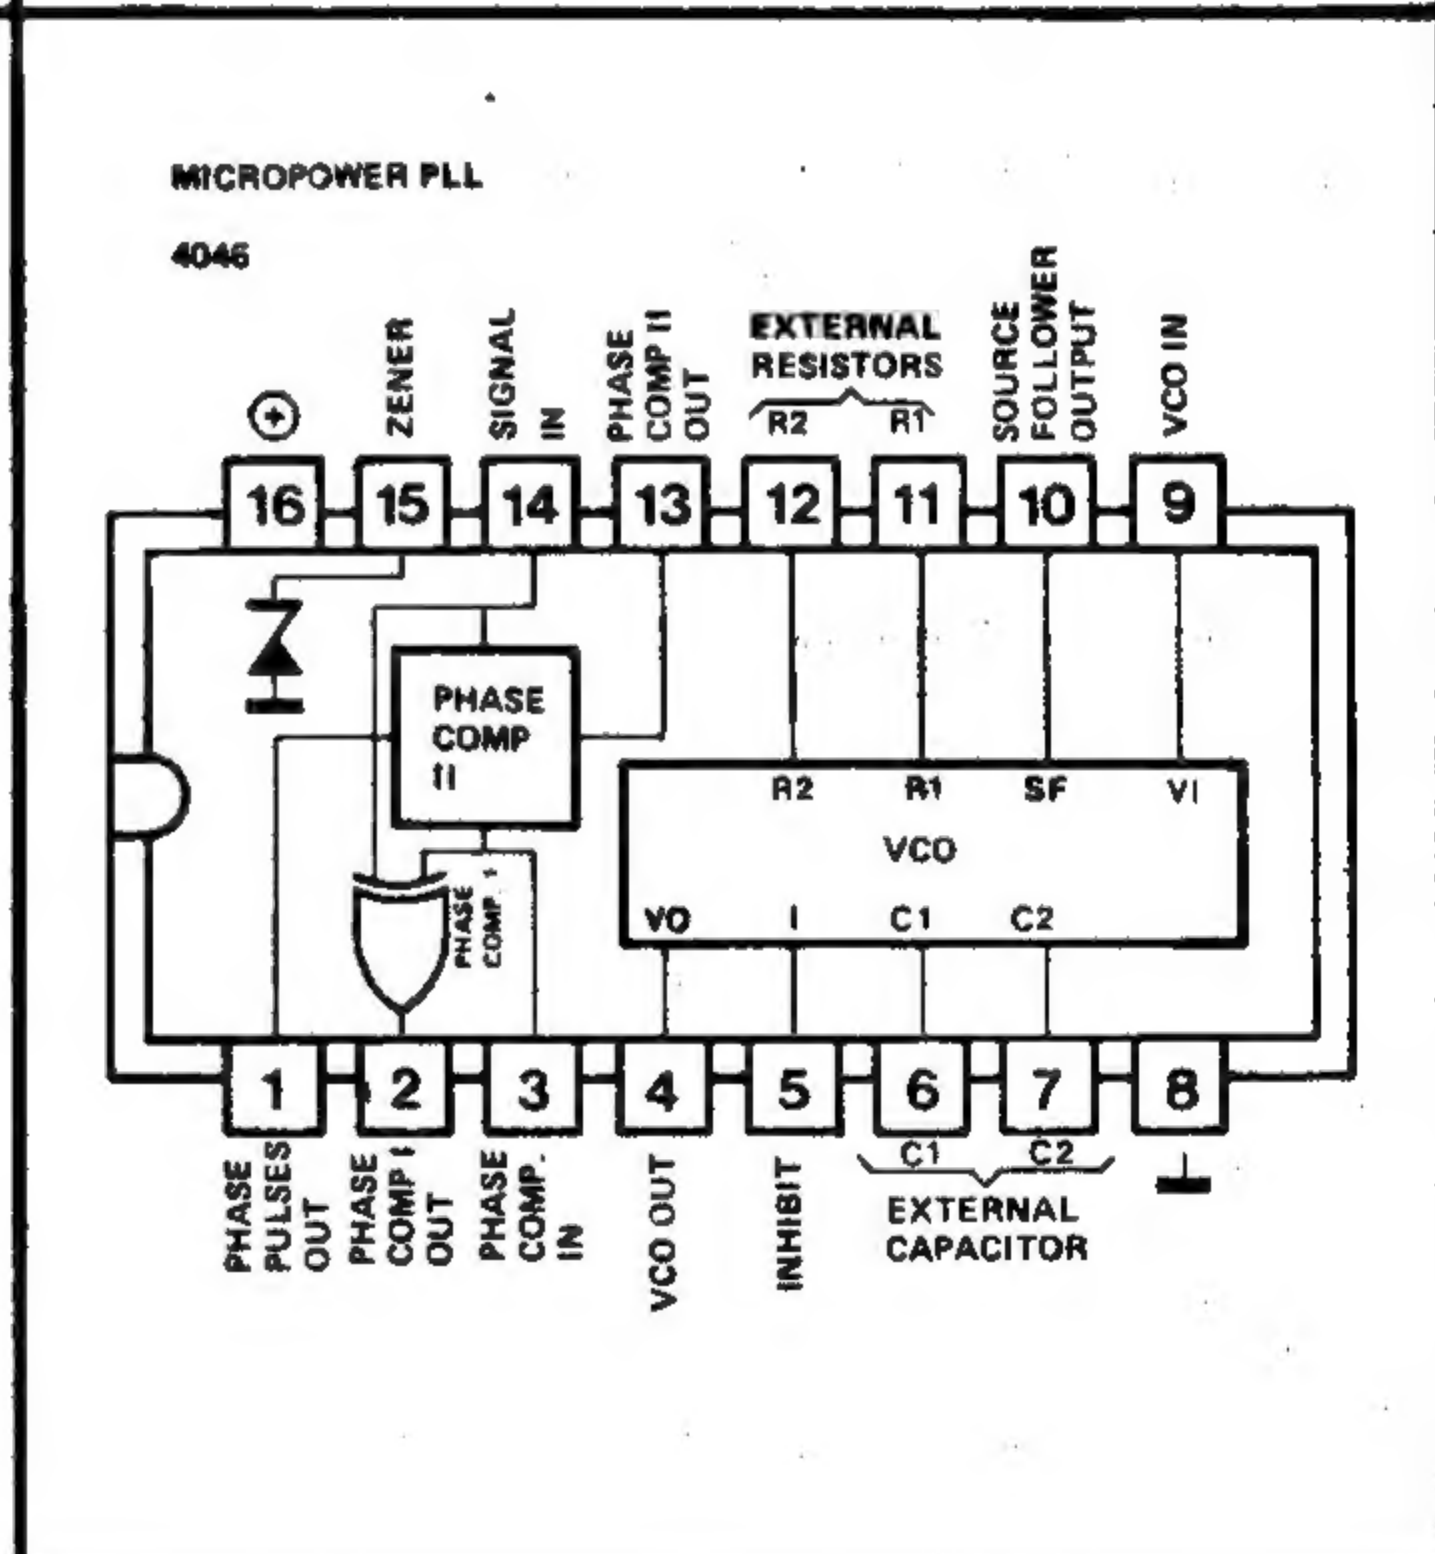 MICROPOWER PLL
4046
ZENER
SIGNAL
IN
PHASE
COMP II
OUT
EXTERNAL
RESISTORS
R2 R1
SOURCE
FOLLOWER
OUTPUT
VCO IN
16 15 14 13 12 11 10 9
PHASE
COMP
II
R2 R1 SF VI
VCO
VO I C1 C2
PHASE
COMP. 1
1 2 3 4 5 6 7 8
PHASE
PULSES
OUT
PHASE
COMP I
OUT
PHASE
COMP.
IN
VCO OUT
INHIBIT
C1 C2
EXTERNAL
CAPACITOR